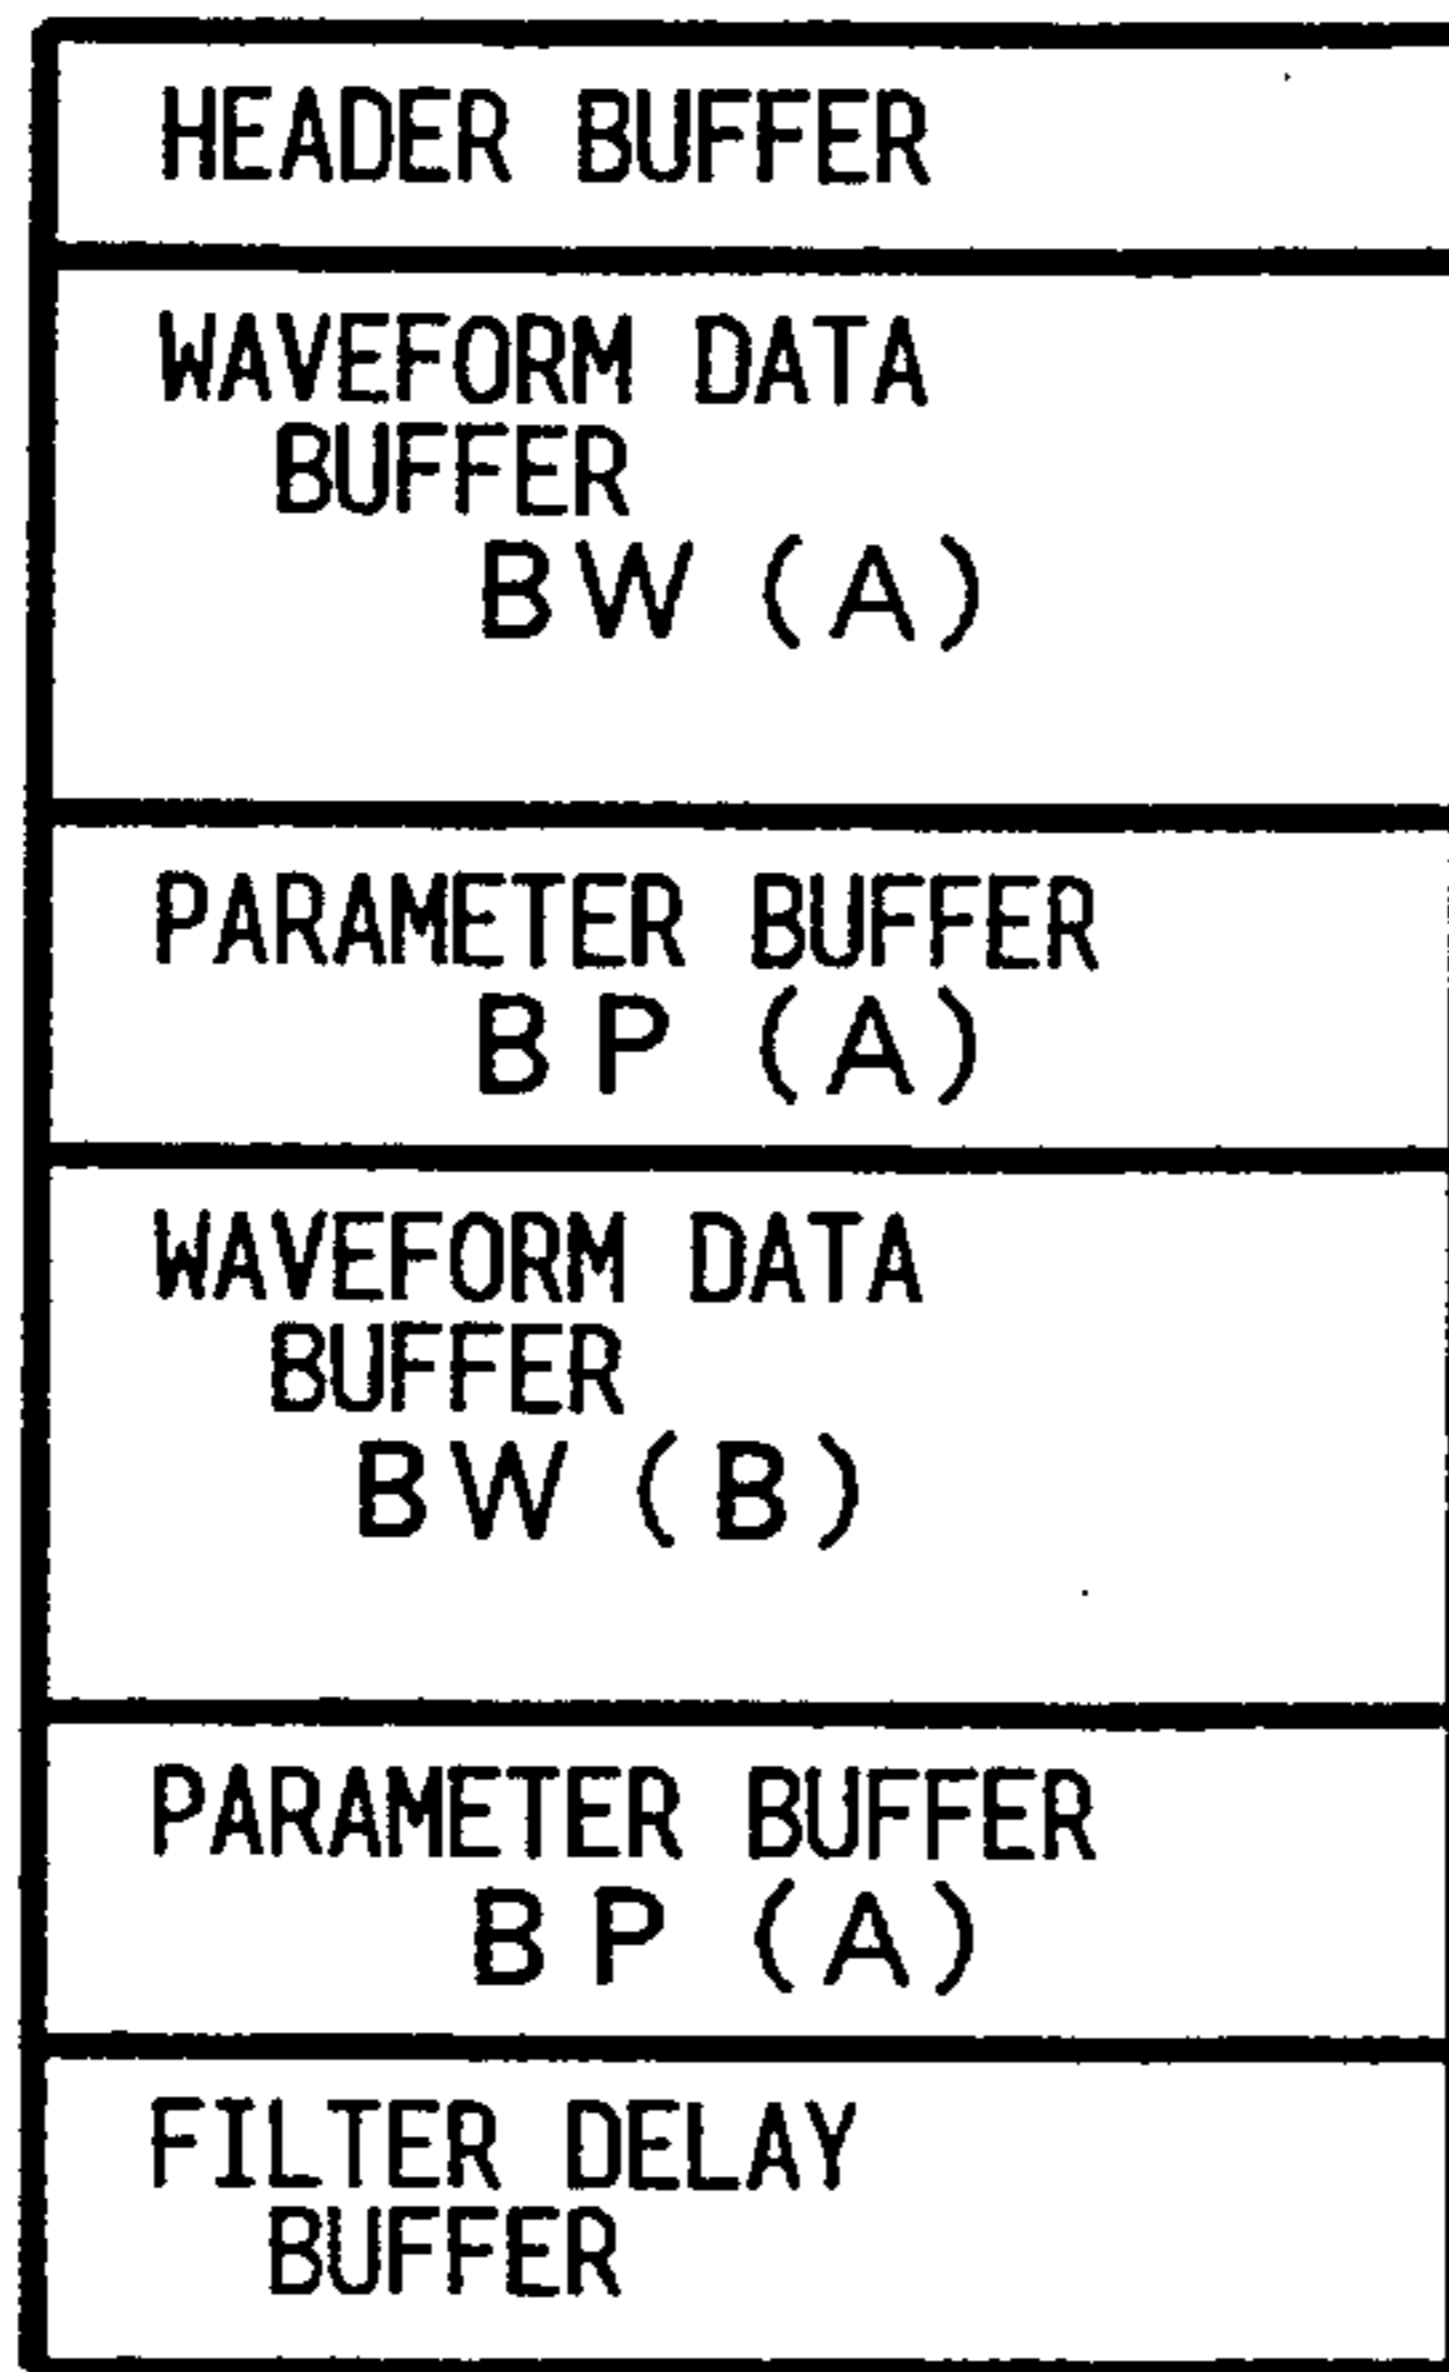 HEADER BUFFER
WAVEFORM DATA
BUFFER
BW (A)
PARAMETER BUFFER
BP (A)
WAVEFORM DATA
BUFFER
BW (B)
PARAMETER BUFFER
BP (A)
FILTER DELAY
BUFFER